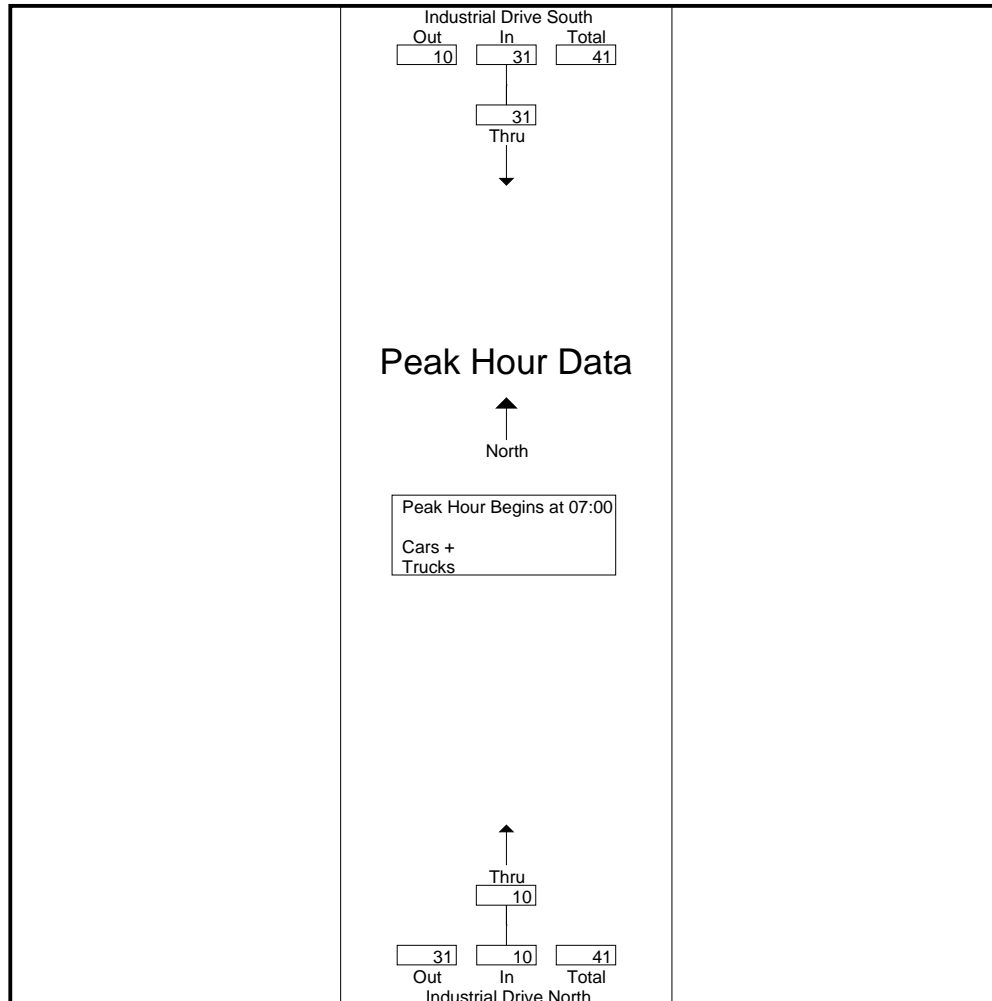 Industrial Drive South
Out In Total
10 31 41
31
Thru
Peak Hour Data
North
Peak Hour Begins at 07:00
Cars +
Trucks
Thru
10
31 10 41
Out In Total
Industrial Drive North